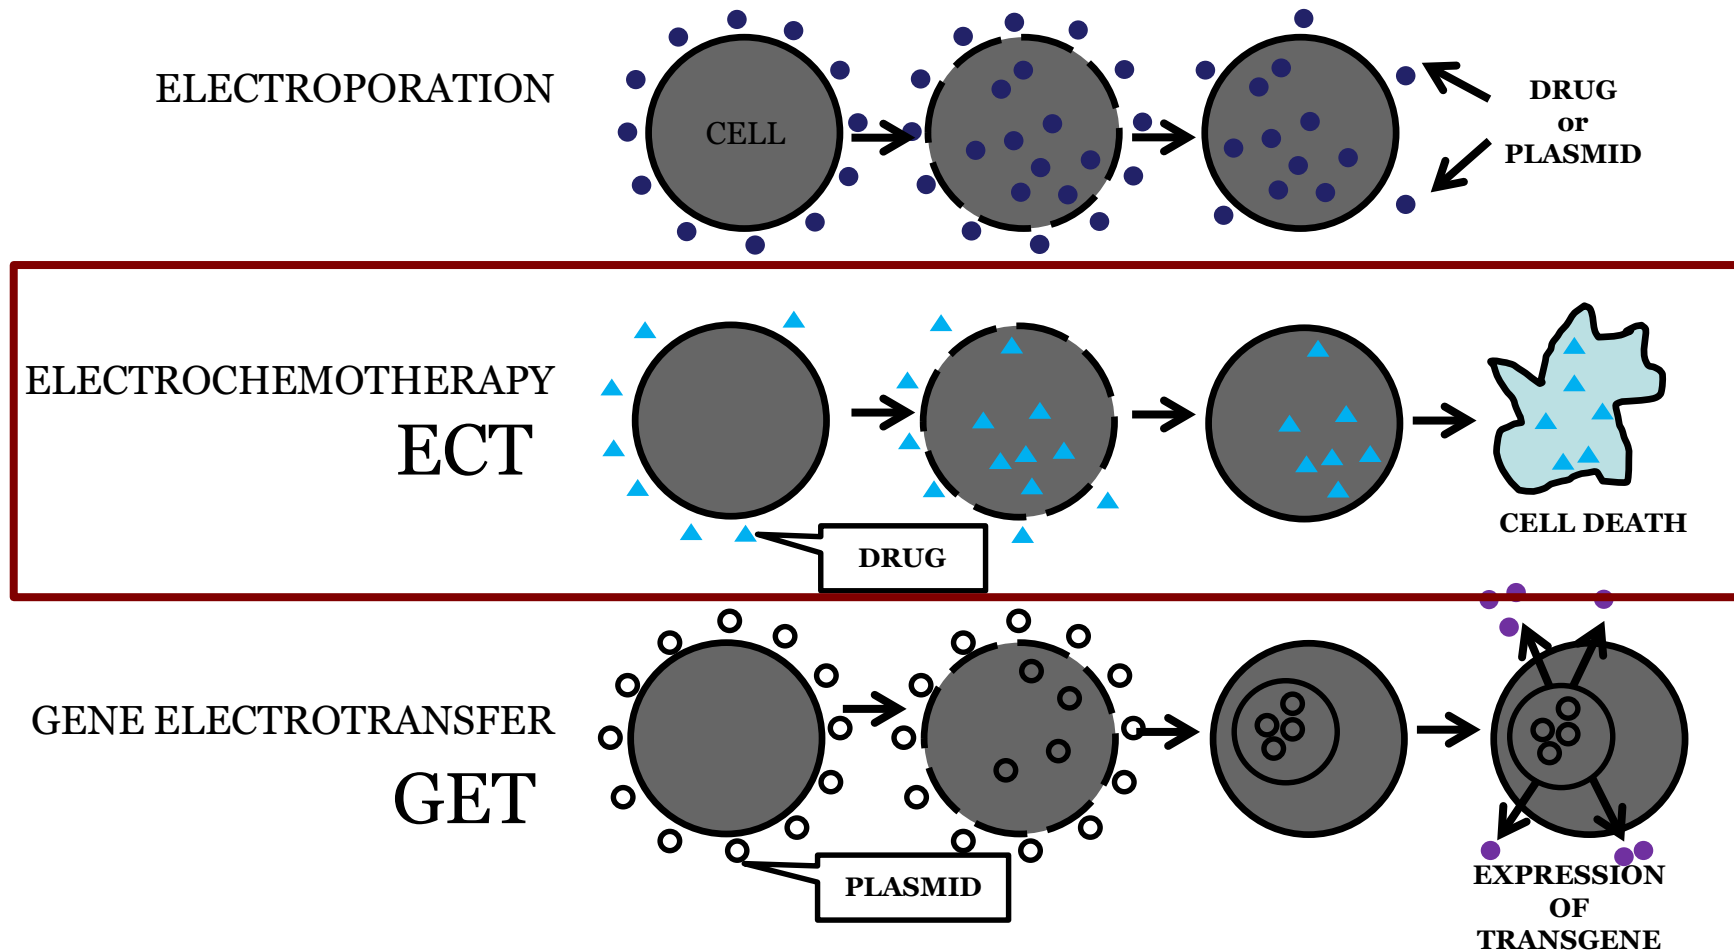 ELECTROPORATION
CELL
DRUG
or
PLASMID
ELECTROCHEMOTHERAPY
ECT
DRUG
CELL DEATH
GENE ELECTROTRANSFER
GET
PLASMID
EXPRESSION
OF
TRANSGENE